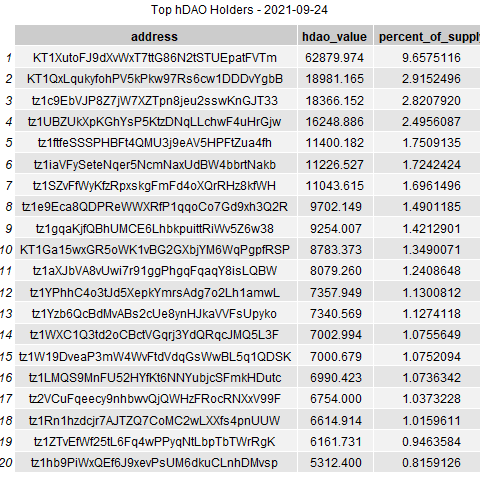 Top hDAO Holders - 2021-09-24
address hdao_value percent_of_supply
1 KT1XutoFJ9dXvWxT7ttG86N2tSTUEpatFVTm 62879.974 9.6575116
2 KT1QxLqukyfohPV5kPkw97Rs6cw1DDDvYgbB 18981.165 2.9152496
3 tz1c9EbVJP8Z7jW7XZTpn8jeu2sswKnGJT33 18366.152 2.8207920
4 tz1UBZUkXpKGhYsP5KtzDNqLLchwF4uHrGjw 16248.886 2.4956087
5 tz1ftfeSSSPHBFt4QMU3j9eAV5HPFtZua4fh 11400.182 1.7509135
6 tz1iaVFySeteNqer5NcmNaxUdBW4bbrtNakb 11226.527 1.7242424
7 tz1SZvFfWyKfzRpxskgFmFd4oXQrRHz8kfWH 11043.615 1.6961496
8 tz1e9Eca8QDPReWWXRfP1qqoCo7Gd9xh3Q2R 9702.149 1.4901185
9 tz1gqaKjfQBhUMCE6LhbkpuittRiWv5Z6w38 9254.007 1.4212901
10 KT1Ga15wxGR5oWK1vBG2GXbjYM6WqPgpfRSP 8783.373 1.3490071
11 tz1aXJbVA8vUwi7r91ggPhgqFqaqY8isLQBW 8079.260 1.2408648
12 tz1YPhhC4o3tJd5XepkYmrsAdg7o2Lh1amwL 7357.949 1.1300812
13 tz1Yzb6QcBdMvABs2cUe8ynHJkaVVFsUpyko 7340.569 1.1274118
14 tz1WXC1Q3td2oCBctVGqrj3YdQRqcJMQ5L3F 7002.994 1.0755649
15 tz1W19DveaP3mW4WvFtdVdqGsWwBL5q1QDSK 7000.679 1.0752094
16 tz1LMQS9MnFU52HYfKt6NNYubjcSFmkHDutc 6990.423 1.0736342
17 tz2VCuFqeecy9nhbwvQjQWHzFRocRNXxV99F 6754.000 1.0373228
18 tz1Rn1hzdcjr7AJTZQ7CoMC2wLXXfs4pnUUW 6614.914 1.0159611
19 tz1ZTvEfWf25tL6Fq4wPPyqNtLbpTbTWrRgK 6161.731 0.9463584
20 tz1hb9PiWxQEf6J9xevPsUM6dkuCLnhDMvsp 5312.400 0.8159126